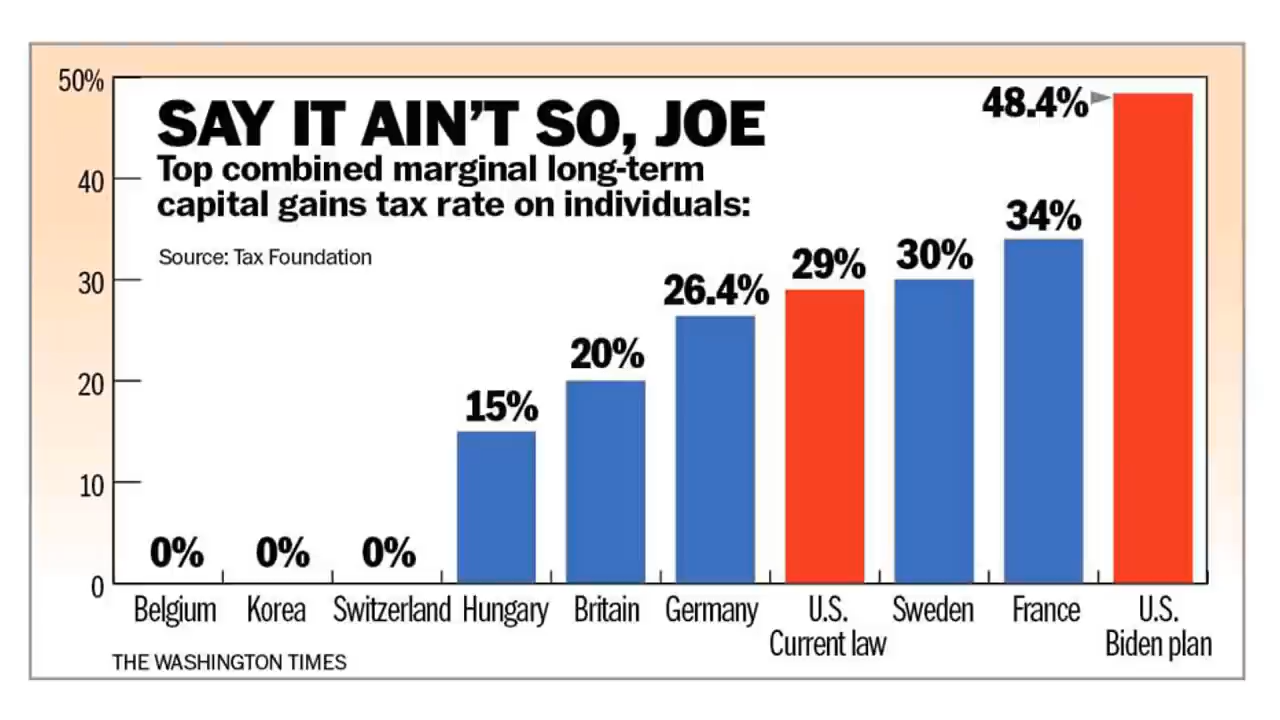 SAY IT AIN'T SO, JOE
Top combined marginal long-term
capital gains tax rate on individuals:
Source: Tax Foundation
50%
40
30
20
10
0
0%
0%
0%
15%
20%
26.4%
29%
30%
34%
48.4%
Belgium
Korea
Switzerland
Hungary
Britain
Germany
U.S.
Current law
Sweden
France
U.S.
Biden plan
THE WASHINGTON TIMES